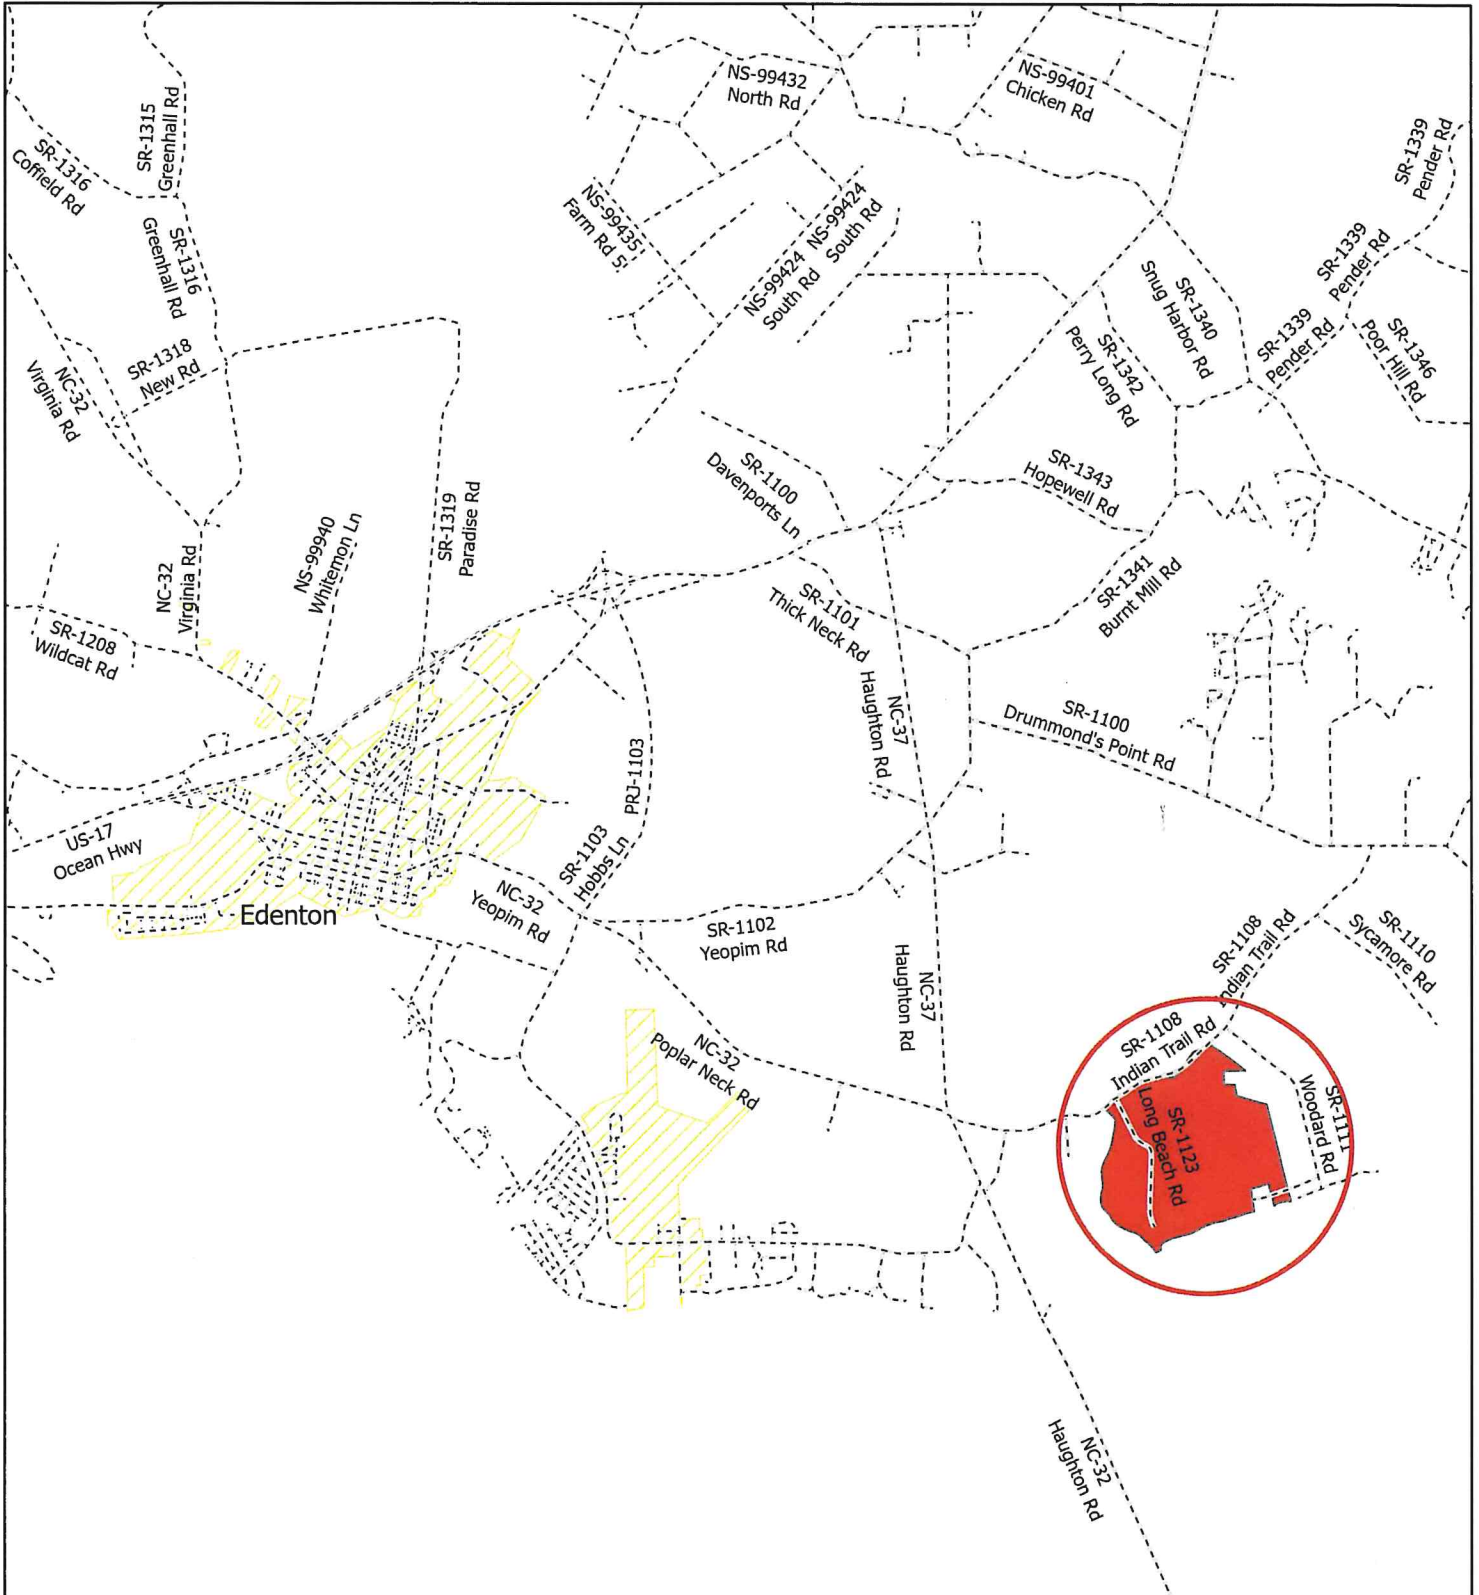 NS-99432
North Rd
NS-99401
Chicken Rd
SR-1315
Greenhall Rd
SR-1316
Coffield Rd
SR-1339
Pender Rd
NS-99435
Farm Rd 5
NS-99424
South Rd
NS-99424
South Rd
SR-1316
Greenhall Rd
SR-1340
Snug Harbor Rd
SR-1339
Pender Rd
SR-1339
Pender Rd
SR-1346
Poor Hill Rd
SR-1342
Perry Long Rd
SR-1318
New Rd
NC-32
Virginia Rd
SR-1100
Davenports Ln
SR-1343
Hopewell Rd
SR-1319
Paradise Rd
NS-99940
Whitemon Ln
NC-32
Virginia Rd
SR-1208
Wildcat Rd
SR-1101
Thick Neck Rd
SR-1341
Burnt Mill Rd
NC-37
Haughton Rd
SR-1100
Drummond's Point Rd
PRJ-1103
US-17
Ocean Hwy
SR-1103
Hobbs Ln
Edenton
NC-32
Yeopim Rd
SR-1102
Yeopim Rd
NC-37
Haughton Rd
SR-1108
Indian Trail Rd
SR-1110
Sycamore Rd
NC-32
Poplar Neck Rd
SR-1108
Indian Trail Rd
SR-1123
Long Beach Rd
SR-1111
Woodard Rd
NC-32
Haughton Rd